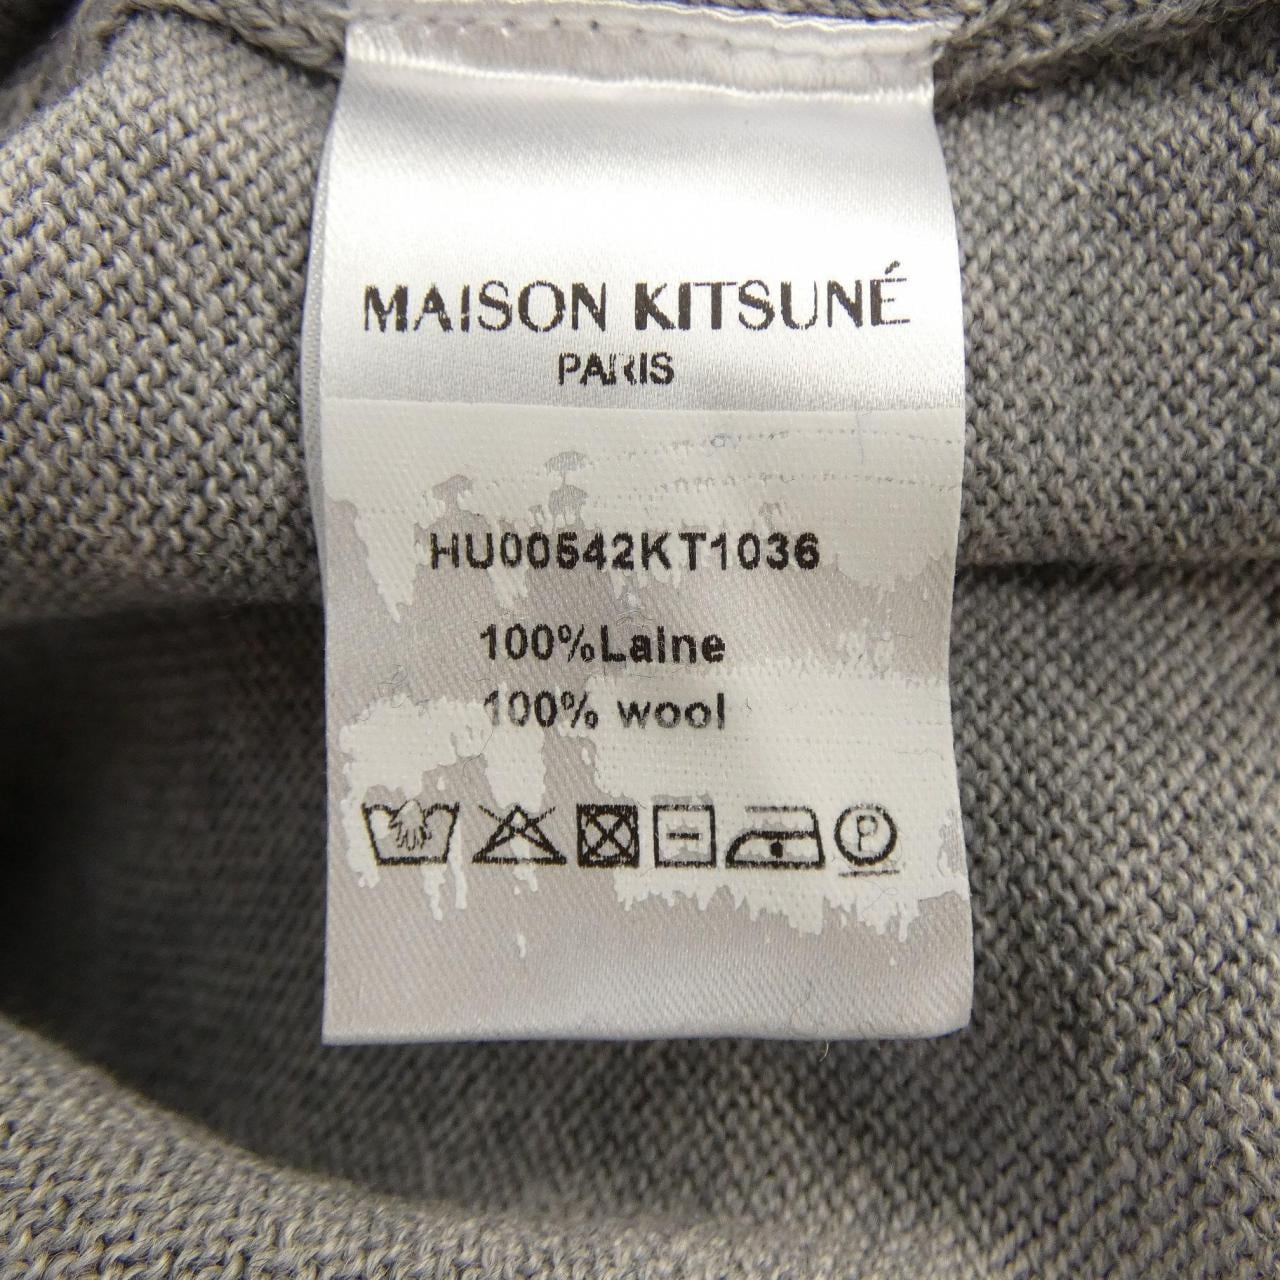 MAISON KITSUNÉ
PARIS
HU00542KT1036
100%Laine
100% wool
P